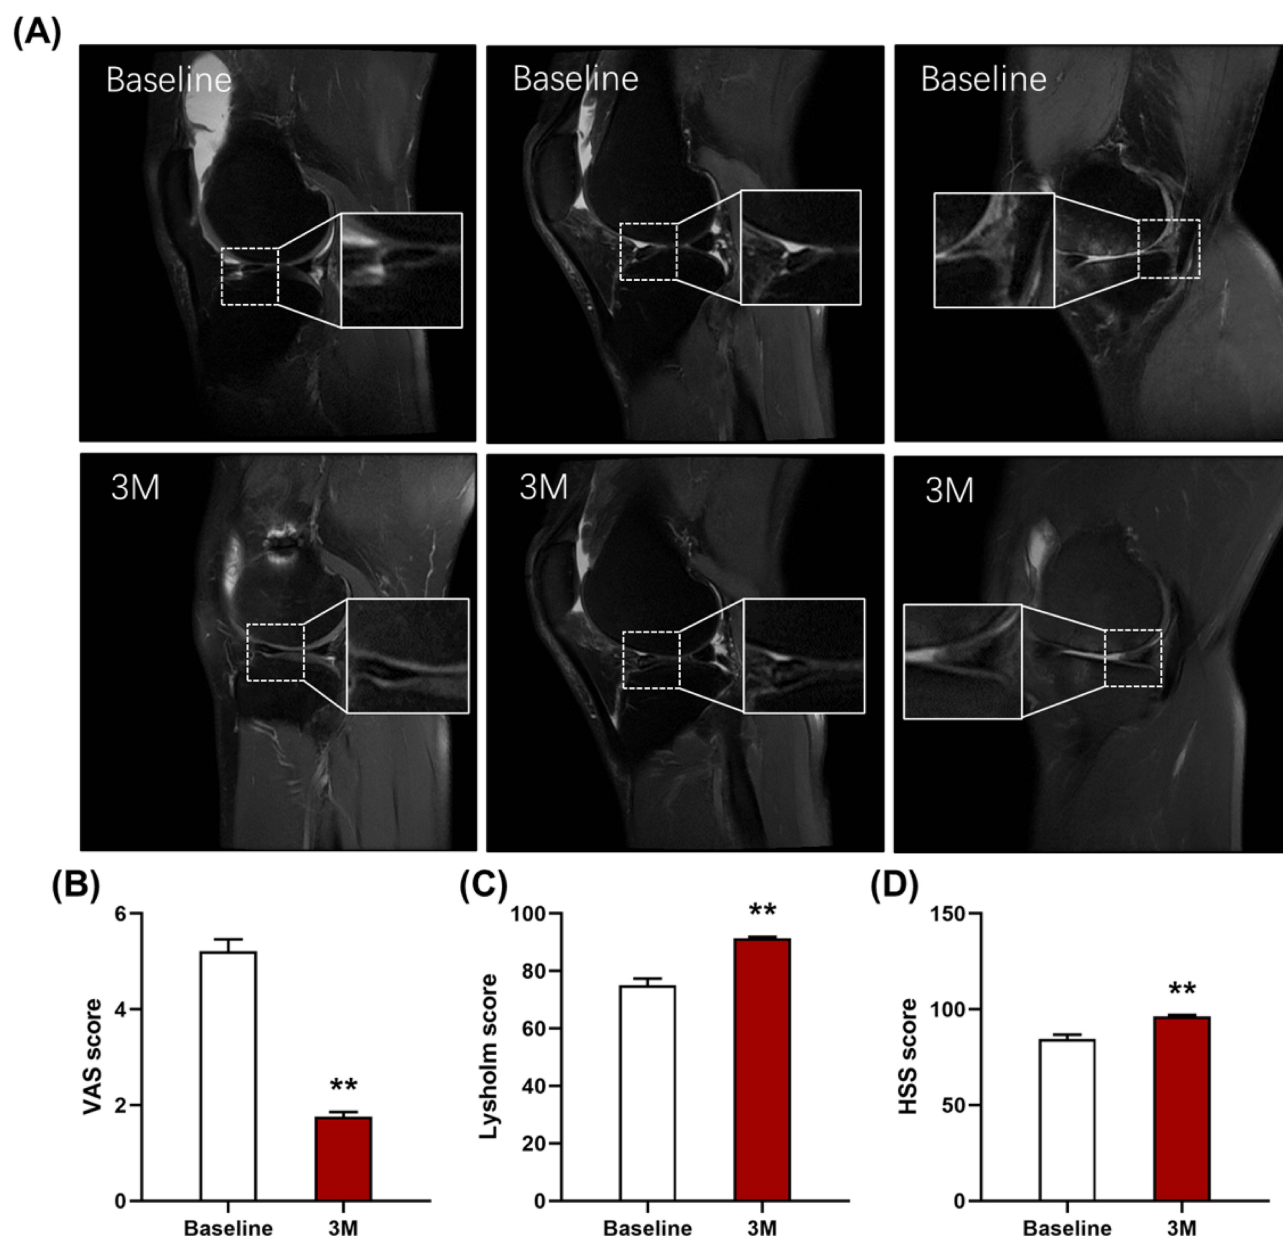 (A)
Baseline
Baseline
Baseline
3M
3M
3M
(B)
(C)
(D)
VAS score
6
4
2
0
**
Baseline
3M
Lysholm score
100
80
60
40
20
0
**
Baseline
3M
HSS score
150
100
50
0
**
Baseline
3M